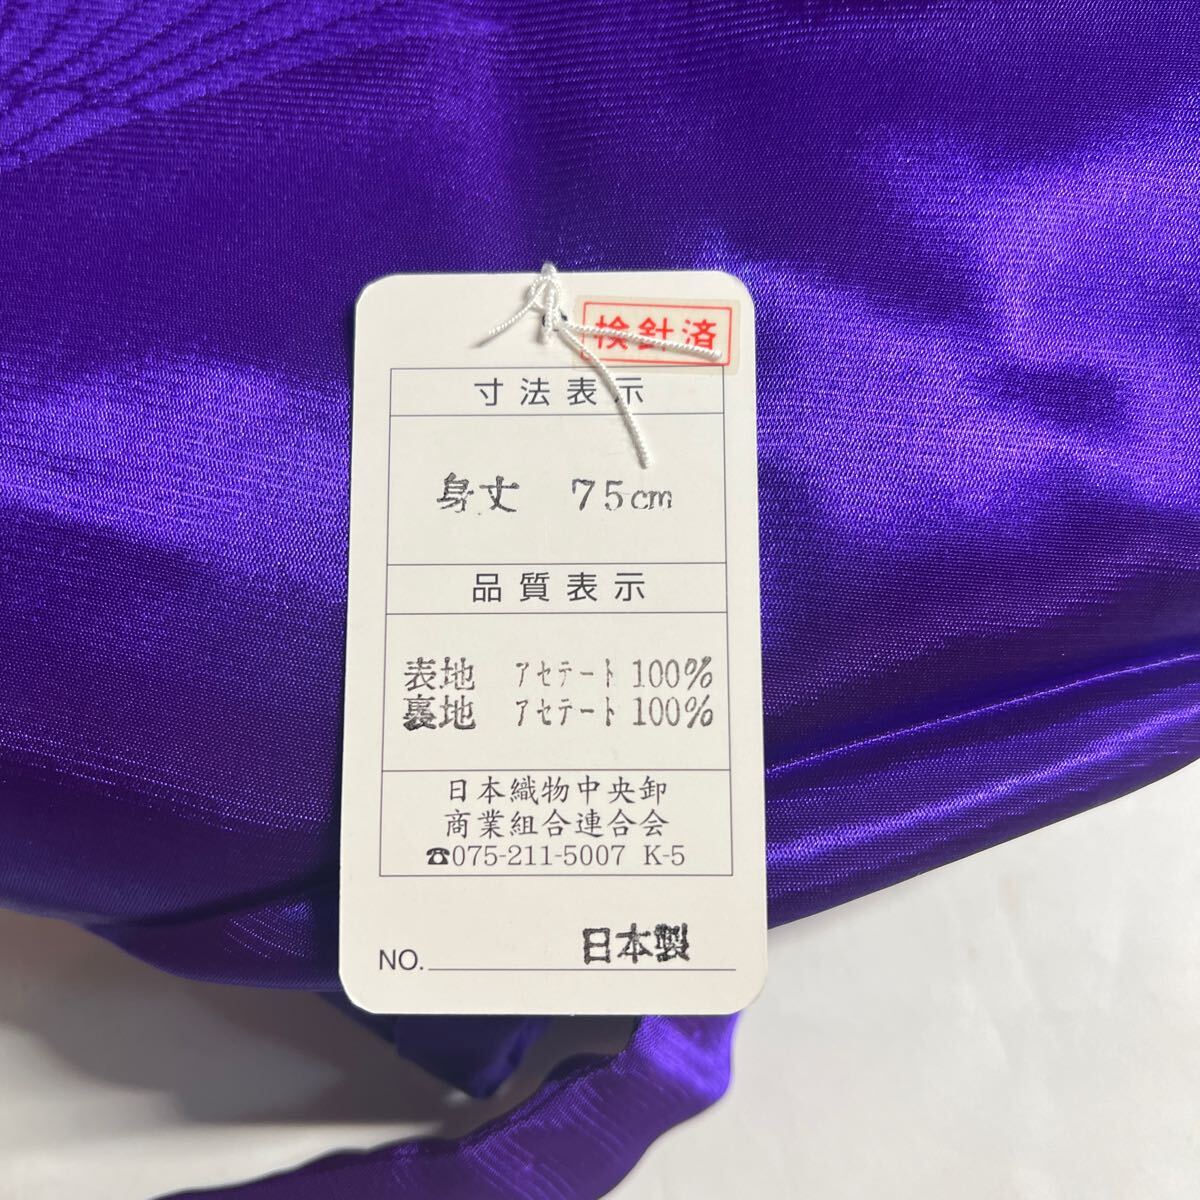 検針済
寸法表示
身丈 75cm
品質表示
表地 アセテート 100%
裏地 アセテート 100%
日本織物中央卸
商業組合連合会
☎075-211-5007 K-5
日本製
NO.